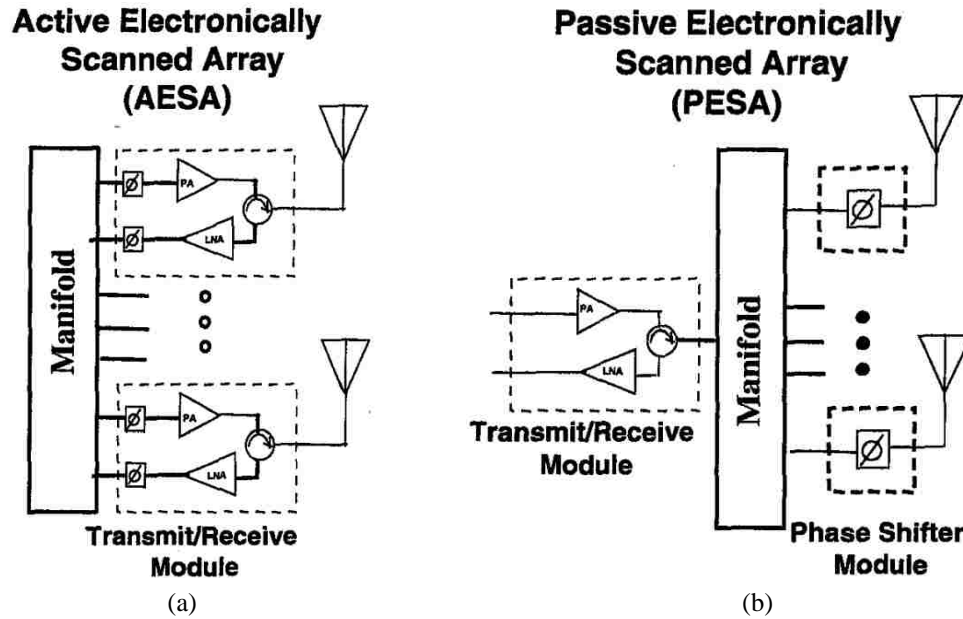 Active Electronically
Scanned Array
(AESA)
Manifold
Ø
PA
Ø
LNA
Ø
PA
Ø
LNA
Transmit/Receive
Module
(a)
Passive Electronically
Scanned Array
(PESA)
PA
LNA
Transmit/Receive
Module
Manifold
Ø
Ø
Phase Shifter
Module
(b)